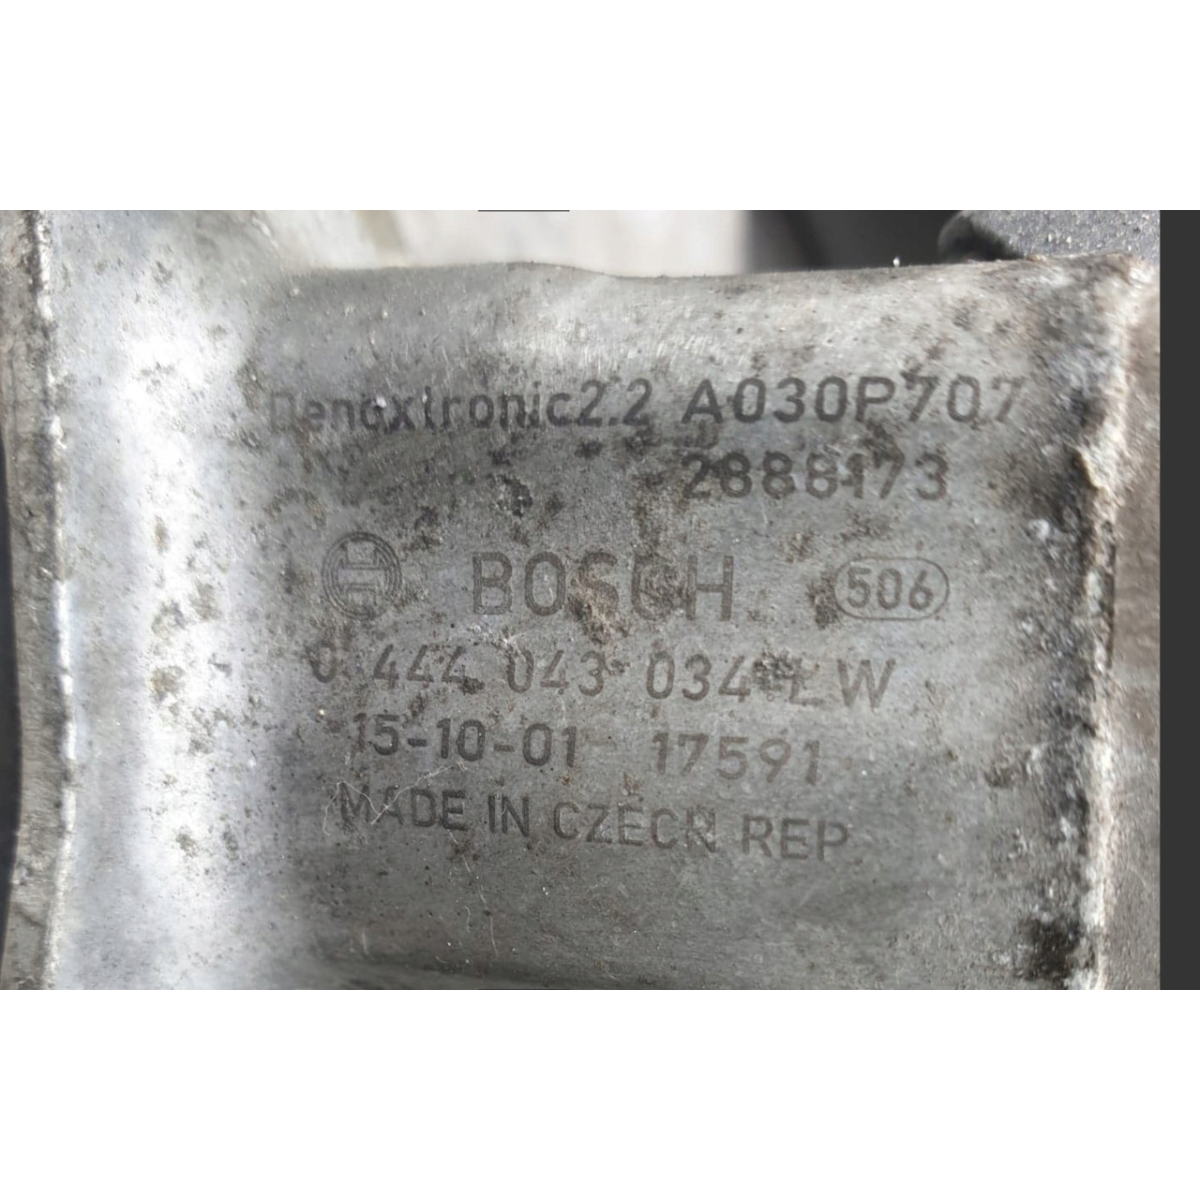 Denoxtronic2.2 A030P707
2888173
BOSCH 506
0 444 043 034 LW
15-10-01 17591
MADE IN CZECH REP